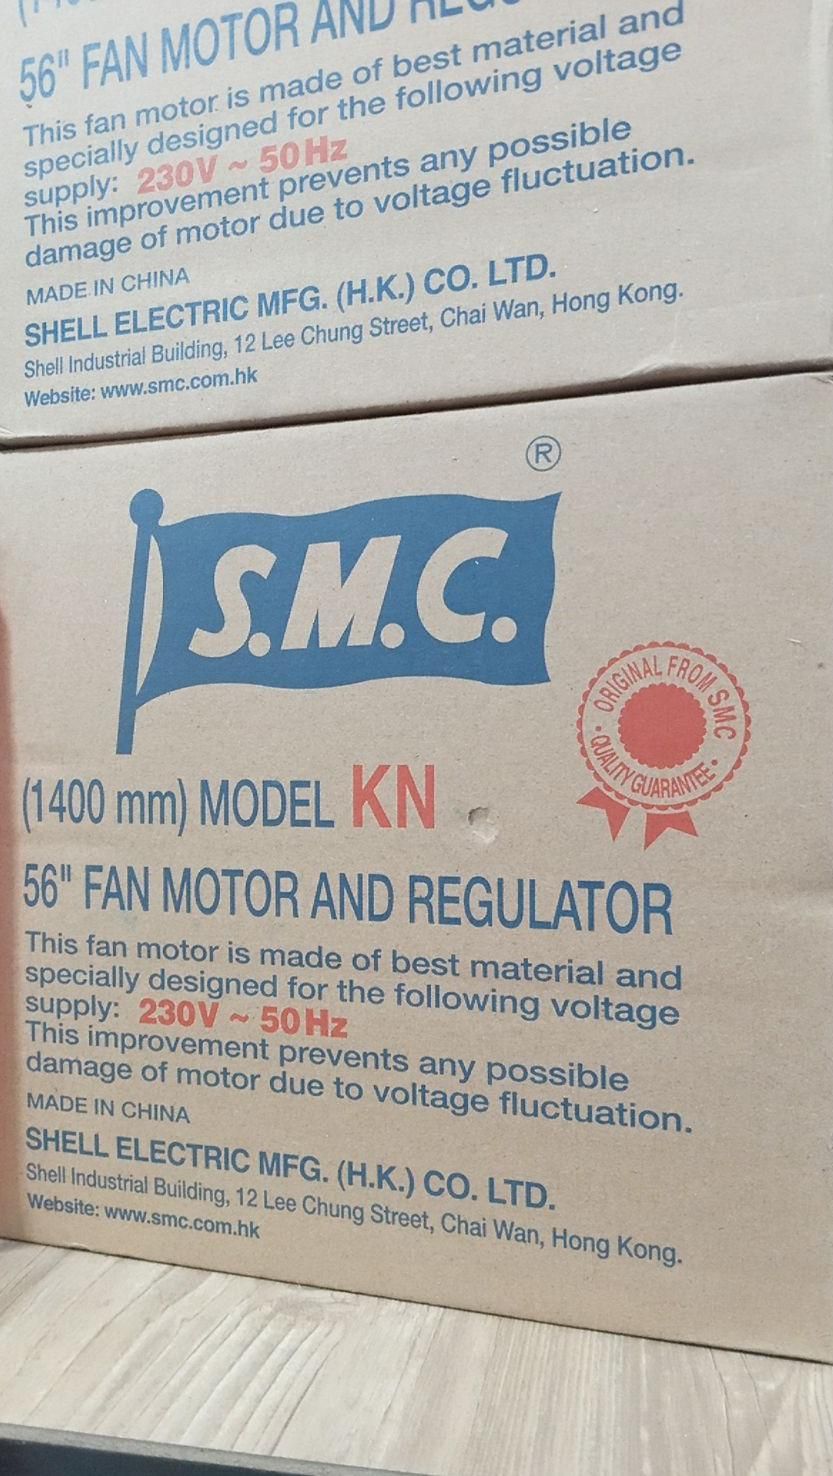 56" FAN MOTOR AND
This fan motor is made of best material and
specially designed for the following voltage
supply: 230V ~ 50Hz
This improvement prevents any possible
damage of motor due to voltage fluctuation.
MADE IN CHINA
SHELL ELECTRIC MFG. (H.K.) CO. LTD.
Shell Industrial Building, 12 Lee Chung Street, Chai Wan, Hong Kong.
Website: www.smc.com.hk
®
S.M.C.
ORIGINAL FROM SMC
• QUALITY GUARANTEE •
(1400 mm) MODEL KN
56" FAN MOTOR AND REGULATOR
This fan motor is made of best material and
specially designed for the following voltage
supply: 230V ~ 50Hz
This improvement prevents any possible
damage of motor due to voltage fluctuation.
MADE IN CHINA
SHELL ELECTRIC MFG. (H.K.) CO. LTD.
Shell Industrial Building, 12 Lee Chung Street, Chai Wan, Hong Kong.
Website: www.smc.com.hk